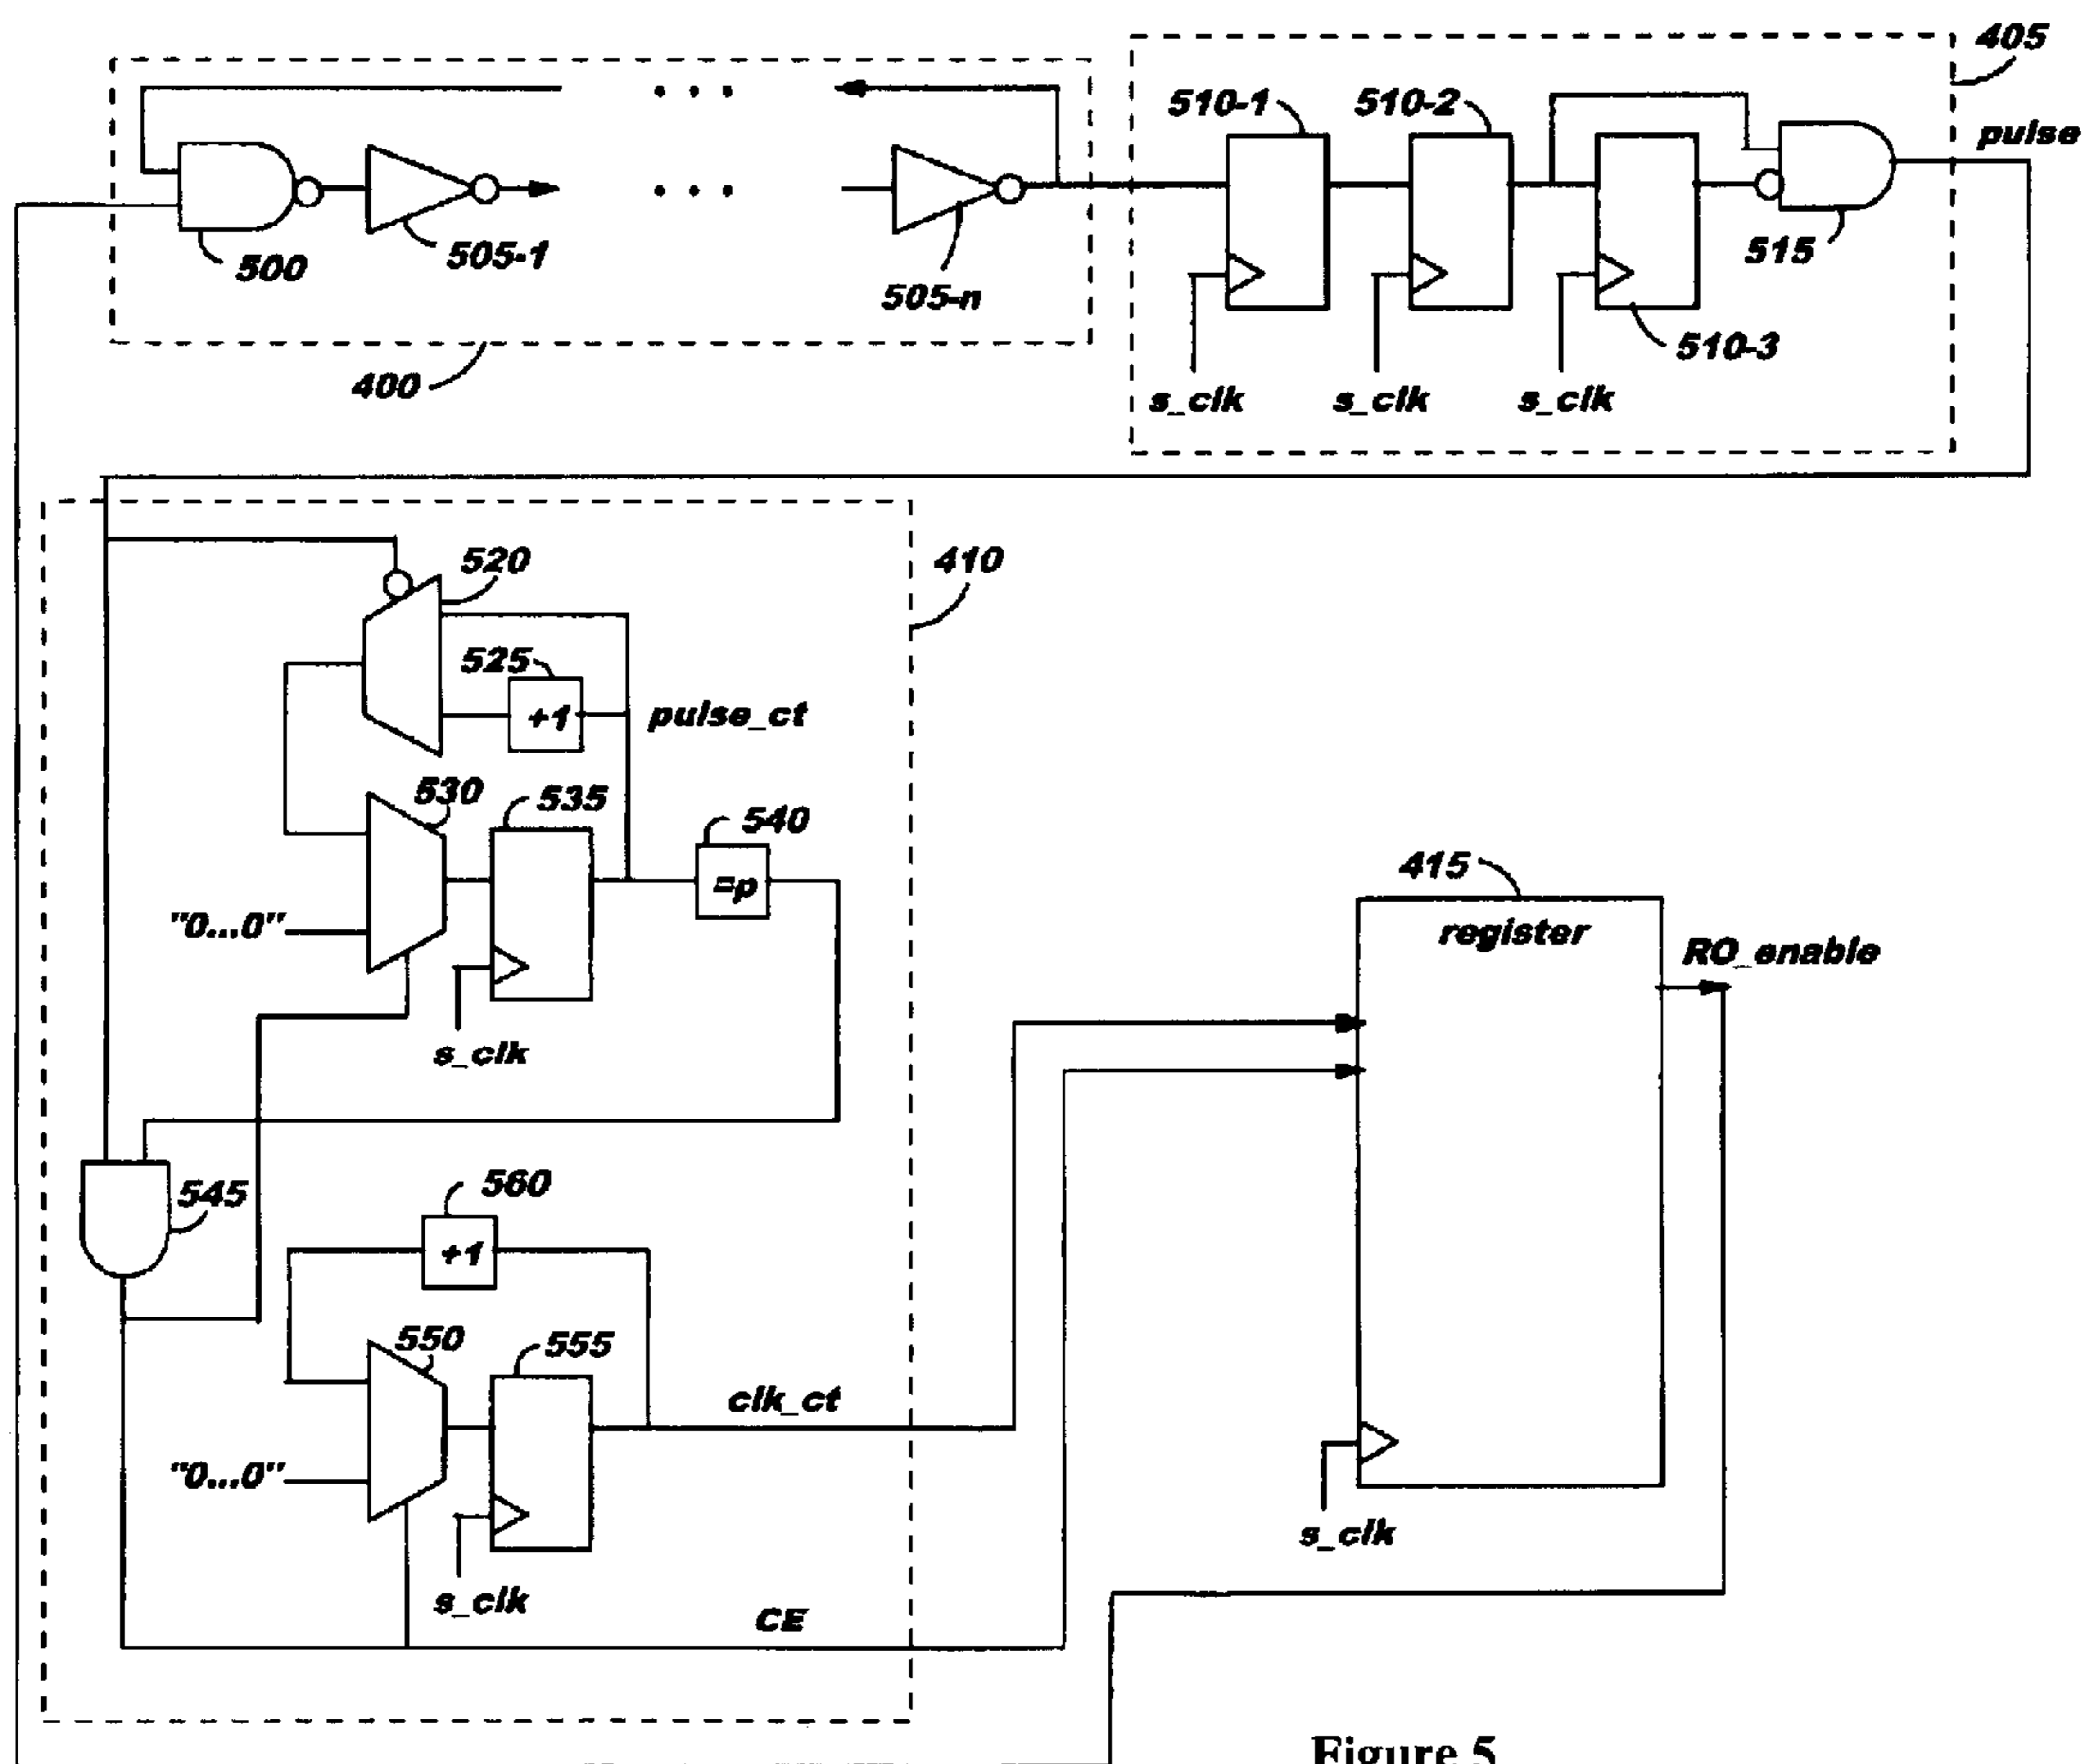 405
510-1
510-2
pulse
500
505-1
505-n
515
510-3
400
s_clk
s_clk
s_clk
520
410
525
+1
pulse_ct
530
535
540
=p
"0...0"
s_clk
415
register
RO_enable
545
560
+1
550
555
clk_ct
"0...0"
s_clk
s_clk
CE
Figure 5